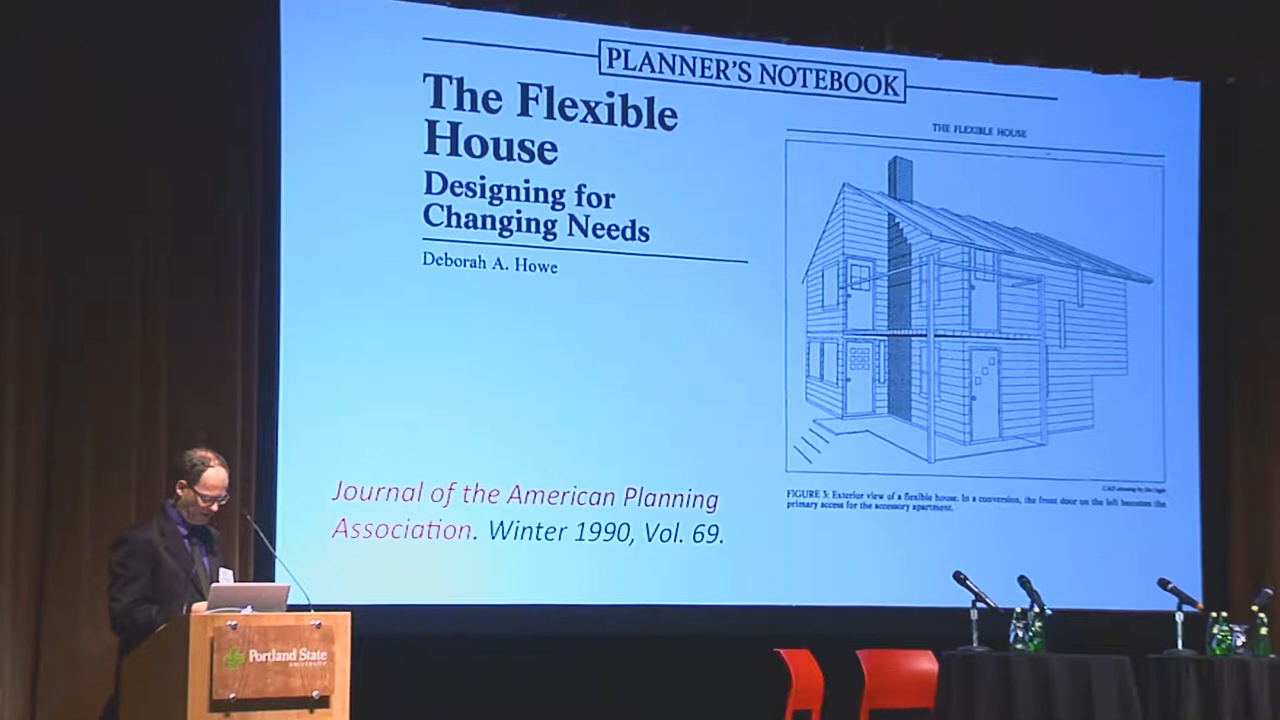 PLANNER'S NOTEBOOK
The Flexible
House
Designing for
Changing Needs
Deborah A. Howe
THE FLEXIBLE HOUSE
FIGURE 3: Exterior view of a flexible house. In a conversion, the front door on the left becomes the
primary access for the accessory apartment.
Journal of the American Planning
Association. Winter 1990, Vol. 69.
Portland State
UNIVERSITY